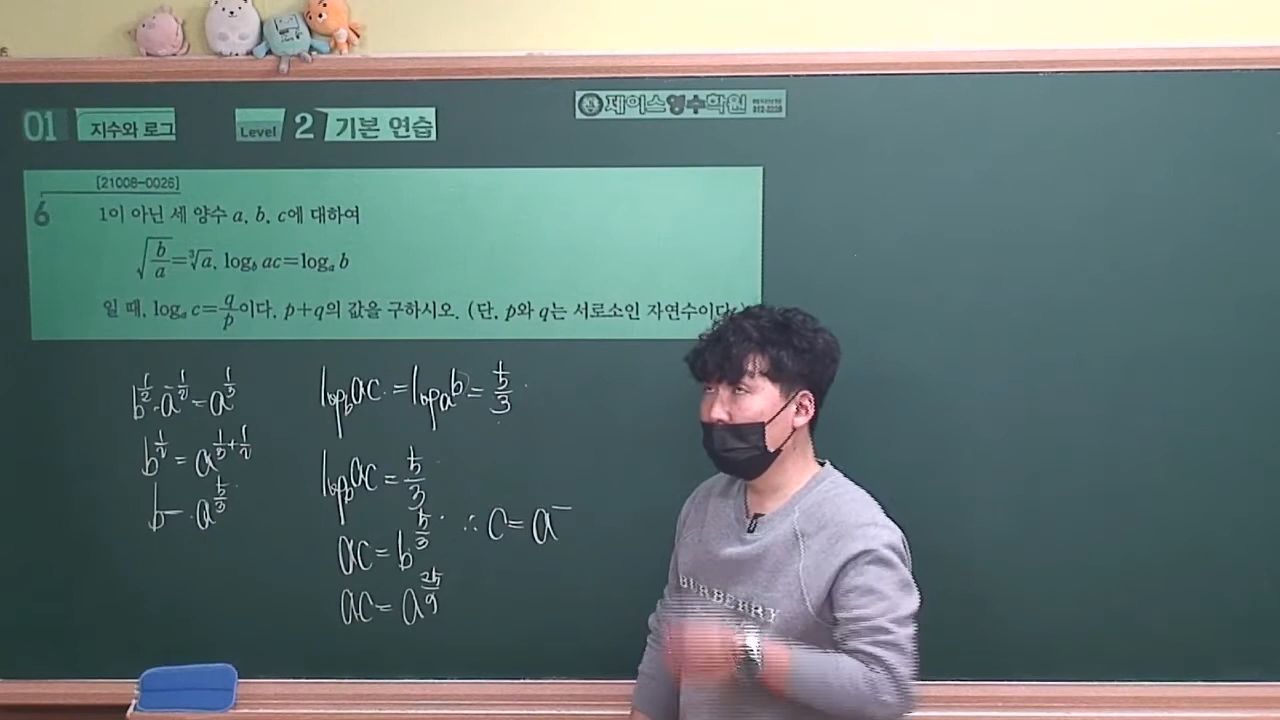 제이스영수학원
01 지수와 로그 Level 2 기본 연습
[21008-0026]
6 1이 아닌 세 양수 a, b, c에 대하여
√(b/a)=∛a, log_b ac=log_a b
일 때, log_a c=q/p이다. p+q의 값을 구하시오. (단, p와 q는 서로소인 자연수이다.)
b^(1/2)·a^(-1/2)=a^(1/3)
b^(1/2)=a^(1/3+1/2)
b=a^(5/3)
log_b ac=log_a b=5/3
log_b ac=5/3
ac=b^(5/3)
ac=a^(25/9)
∴ c=a
BURBERRY